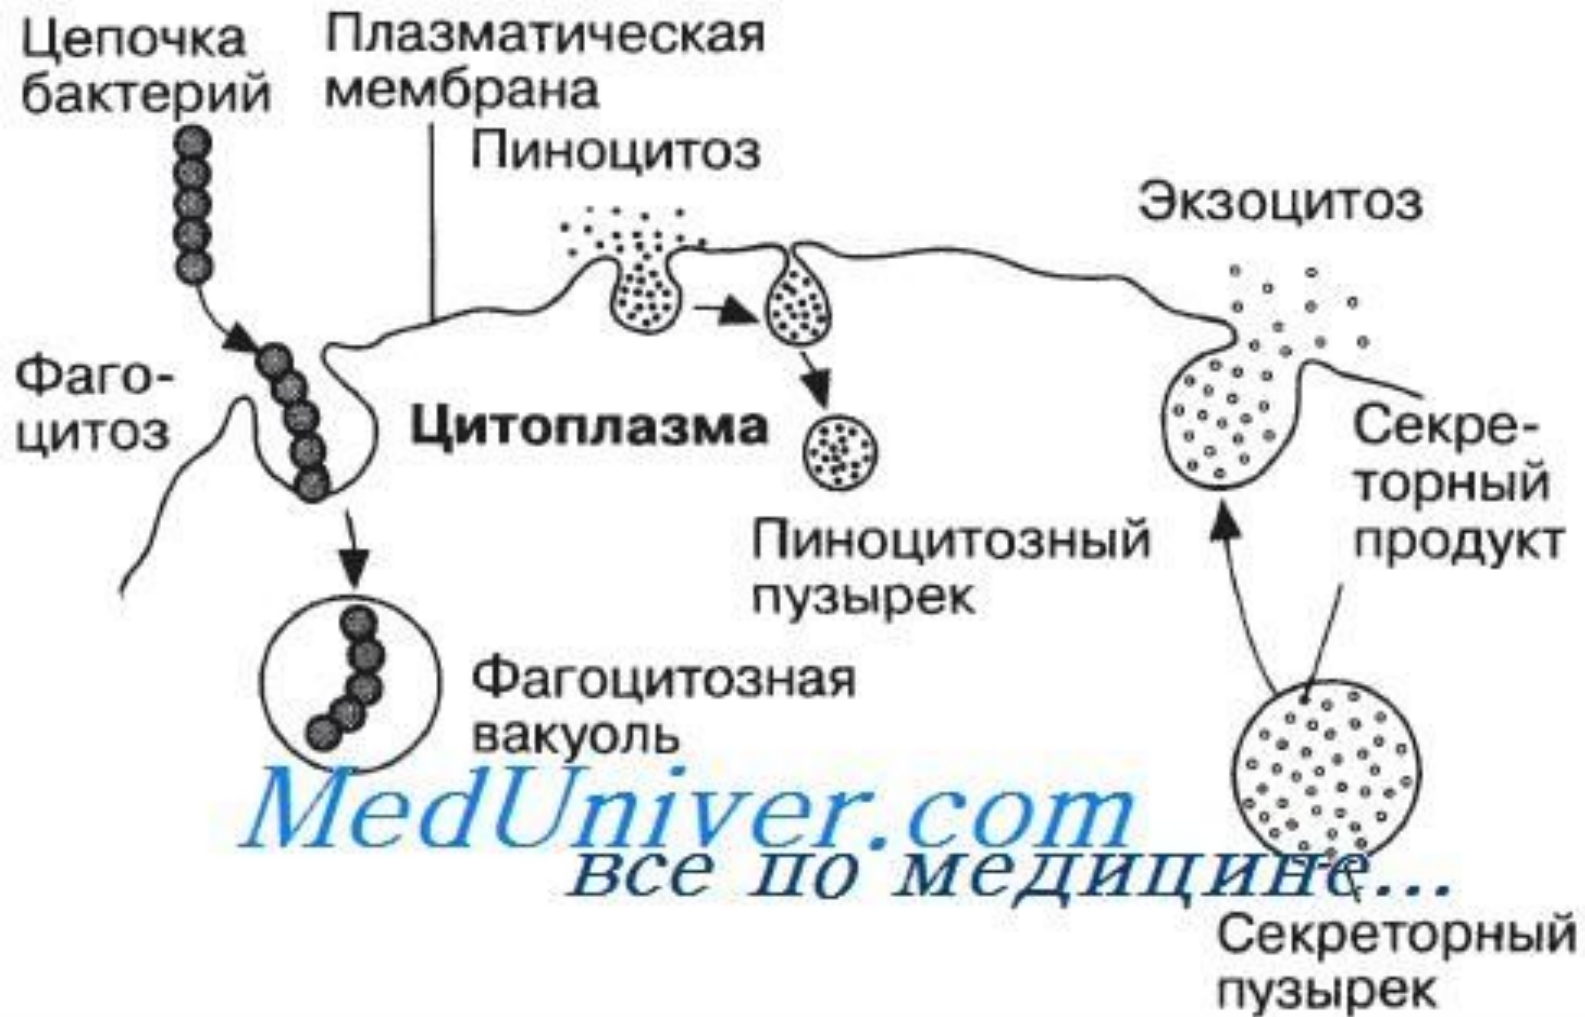 Цепочка
бактерий
Плазматическая
мембрана
Пиноцитоз
Экзоцитоз
Фаго-
цитоз
Цитоплазма
Секре-
торный
продукт
Пиноцитозный
пузырек
Фагоцитозная
вакуоль
MedUniver.com
все по медицине...
Секреторный
пузырек